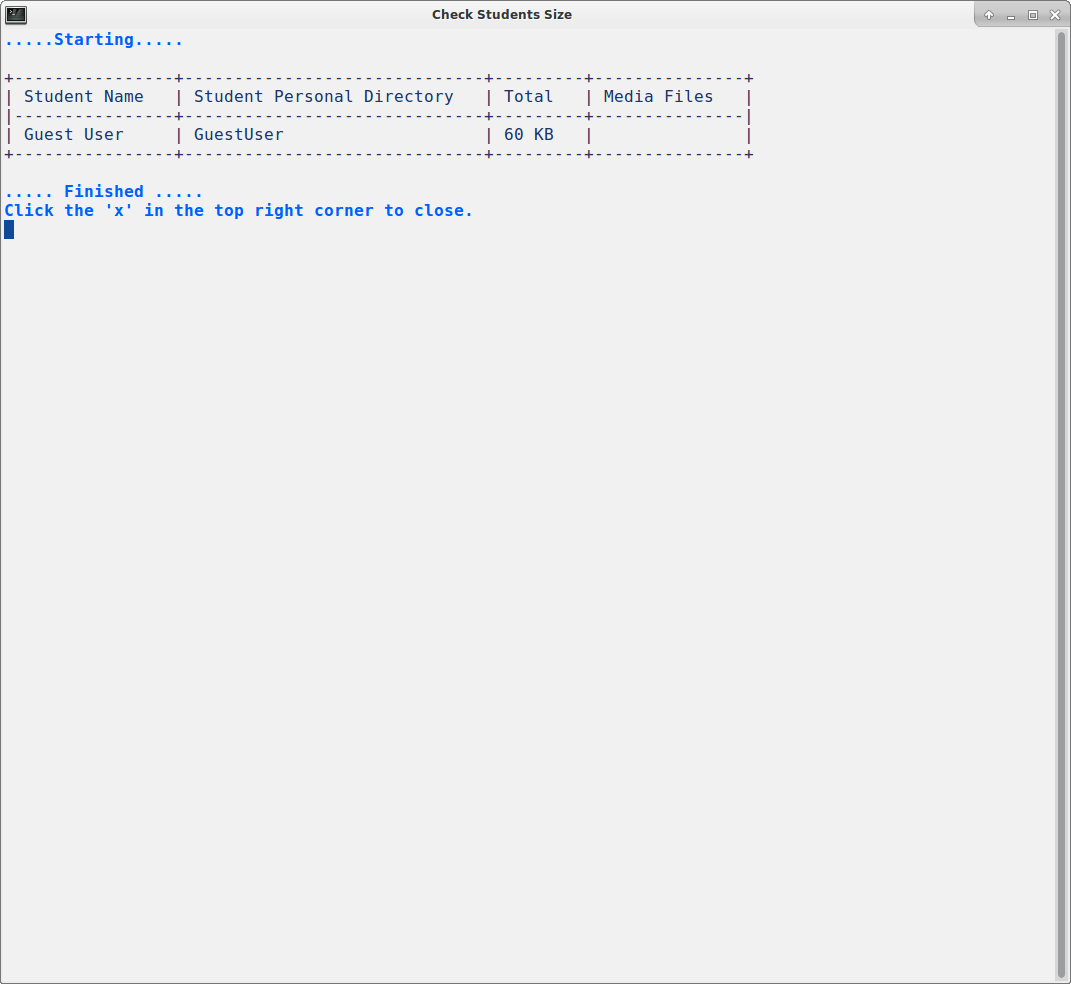 Check Students Size
.....Starting.....
+----------------+------------------------------+---------+---------------+
| Student Name   | Student Personal Directory   | Total   | Media Files   |
|----------------+------------------------------+---------+---------------|
| Guest User     | GuestUser                    | 60 KB   |               |
+----------------+------------------------------+---------+---------------+
..... Finished .....
Click the 'x' in the top right corner to close.